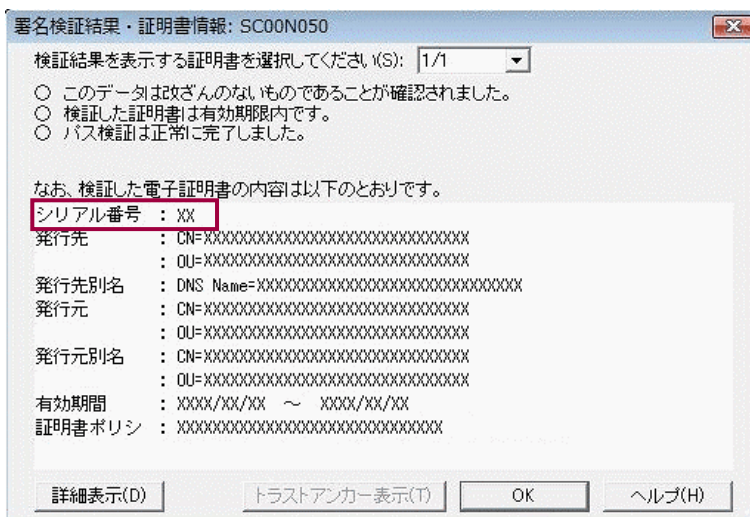 署名検証結果・証明書情報: SC00N050
検証結果を表示する証明書を選択してください(S): 1/1
○ このデータは改ざんのないものであることが確認されました。
○ 検証した証明書は有効期限内です。
○ パス検証は正常に完了しました。
なお、検証した電子証明書の内容は以下のとおりです。
シリアル番号 : XX
発行先 : CN=XXXXXXXXXXXXXXXXXXXXXXXXXXXXXX
: OU=XXXXXXXXXXXXXXXXXXXXXXXXXXXXXX
発行先別名 : DNS Name=XXXXXXXXXXXXXXXXXXXXXXXXXXXXXX
発行元 : CN=XXXXXXXXXXXXXXXXXXXXXXXXXXXXXX
: OU=XXXXXXXXXXXXXXXXXXXXXXXXXXXXXX
発行元別名 : CN=XXXXXXXXXXXXXXXXXXXXXXXXXXXXXX
: OU=XXXXXXXXXXXXXXXXXXXXXXXXXXXXXX
有効期間 : XXXX/XX/XX ～ XXXX/XX/XX
証明書ポリシ : XXXXXXXXXXXXXXXXXXXXXXXXXXXXXX
詳細表示(D) トラストアンカー表示(T) OK ヘルプ(H)